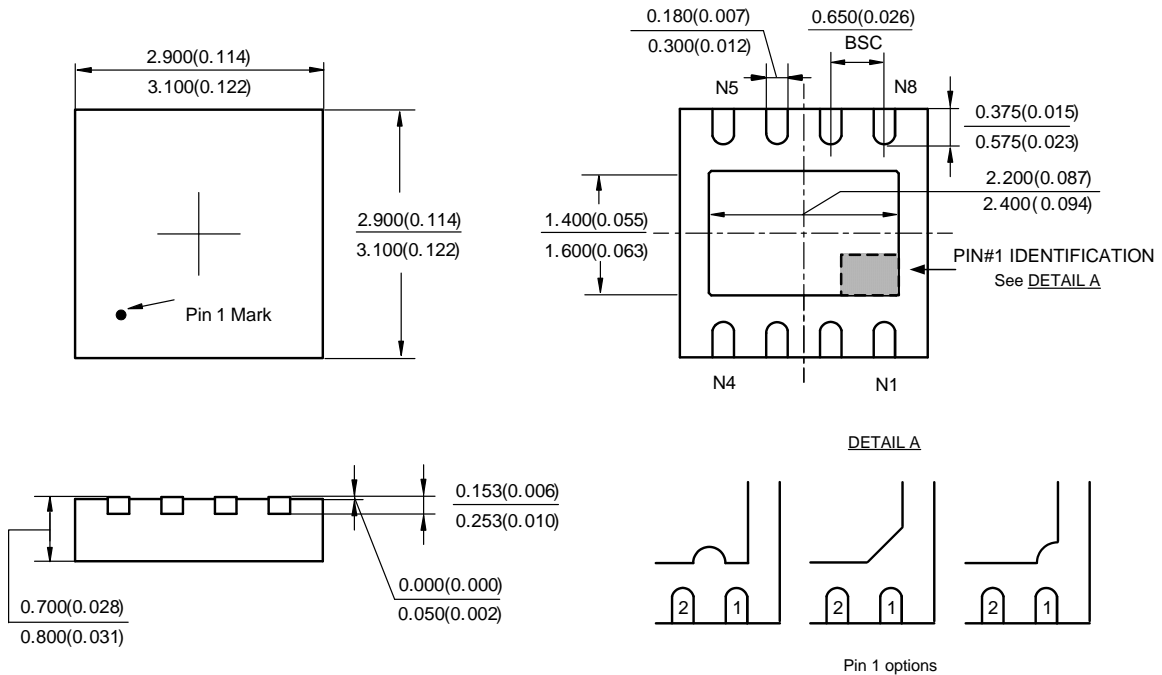 2.900(0.114)
3.100(0.122)
2.900(0.114)
3.100(0.122)
Pin 1 Mark
0.180(0.007)
0.300(0.012)
0.650(0.026)
BSC
N5
N8
0.375(0.015)
0.575(0.023)
2.200(0.087)
2.400(0.094)
1.400(0.055)
1.600(0.063)
PIN#1 IDENTIFICATION
See DETAIL A
N4
N1
0.153(0.006)
0.253(0.010)
0.000(0.000)
0.050(0.002)
0.700(0.028)
0.800(0.031)
DETAIL A
2 1
2 1
2 1
Pin 1 options